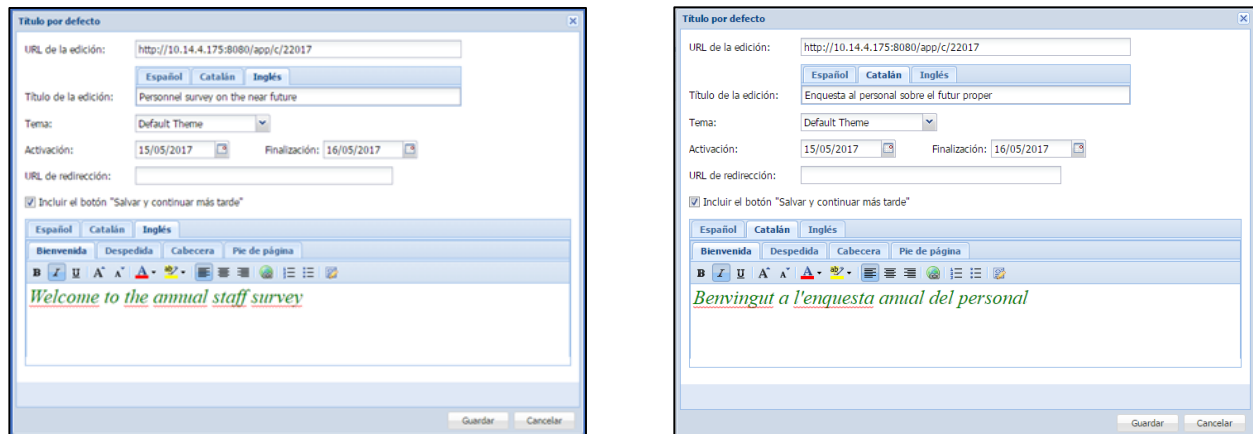 Título por defecto
URL de la edición: http://10.14.4.175:8080/app/c/22017
Español Catalán Inglés
Título de la edición: Personnel survey on the near future
Tema: Default Theme
Activación: 15/05/2017 Finalización: 16/05/2017
URL de redirección:
Incluir el botón "Salvar y continuar más tarde"
Español Catalán Inglés
Bienvenida Despedida Cabecera Pie de página
B I U A A A ab
Welcome to the annual staff survey
Guardar Cancelar
Título por defecto
URL de la edición: http://10.14.4.175:8080/app/c/22017
Español Catalán Inglés
Título de la edición: Enquesta al personal sobre el futur proper
Tema: Default Theme
Activación: 15/05/2017 Finalización: 16/05/2017
URL de redirección:
Incluir el botón "Salvar y continuar más tarde"
Español Catalán Inglés
Bienvenida Despedida Cabecera Pie de página
B I U A A A ab
Benvingut a l'enquesta anual del personal
Guardar Cancelar